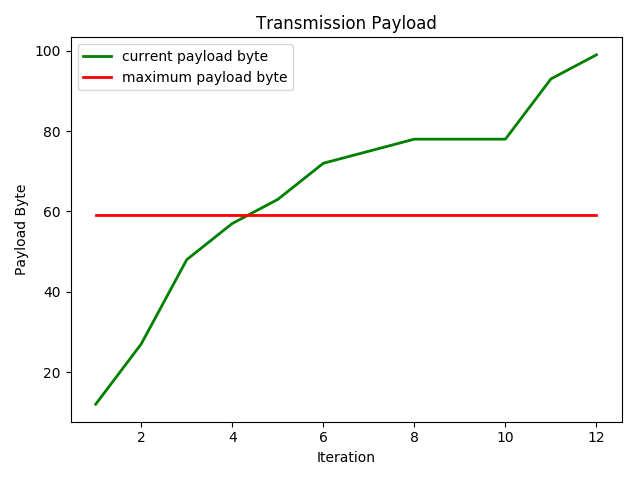 Transmission Payload
current payload byte
maximum payload byte
100
80
60
40
20
Payload Byte
2 4 6 8 10 12
Iteration